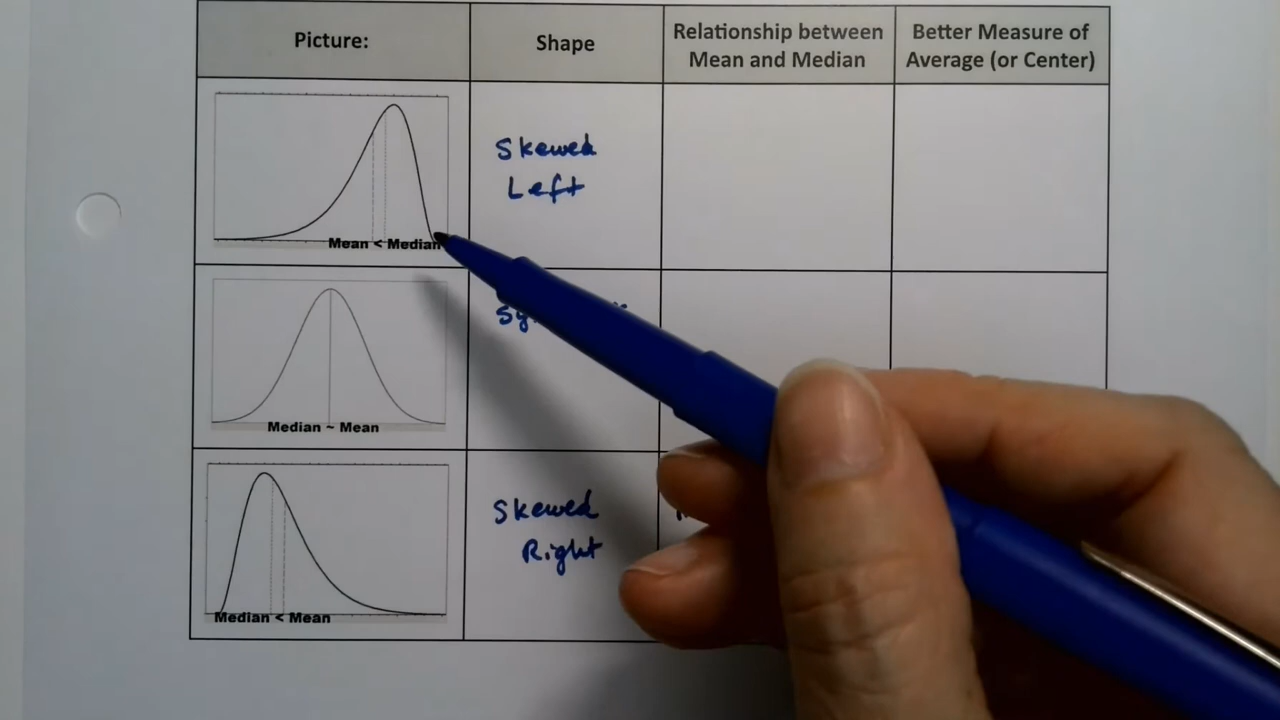 Picture:
Shape
Relationship between
Mean and Median
Better Measure of
Average (or Center)
Mean < Median
Skewed
Left
Median ~ Mean
Median < Mean
Skewed
Right